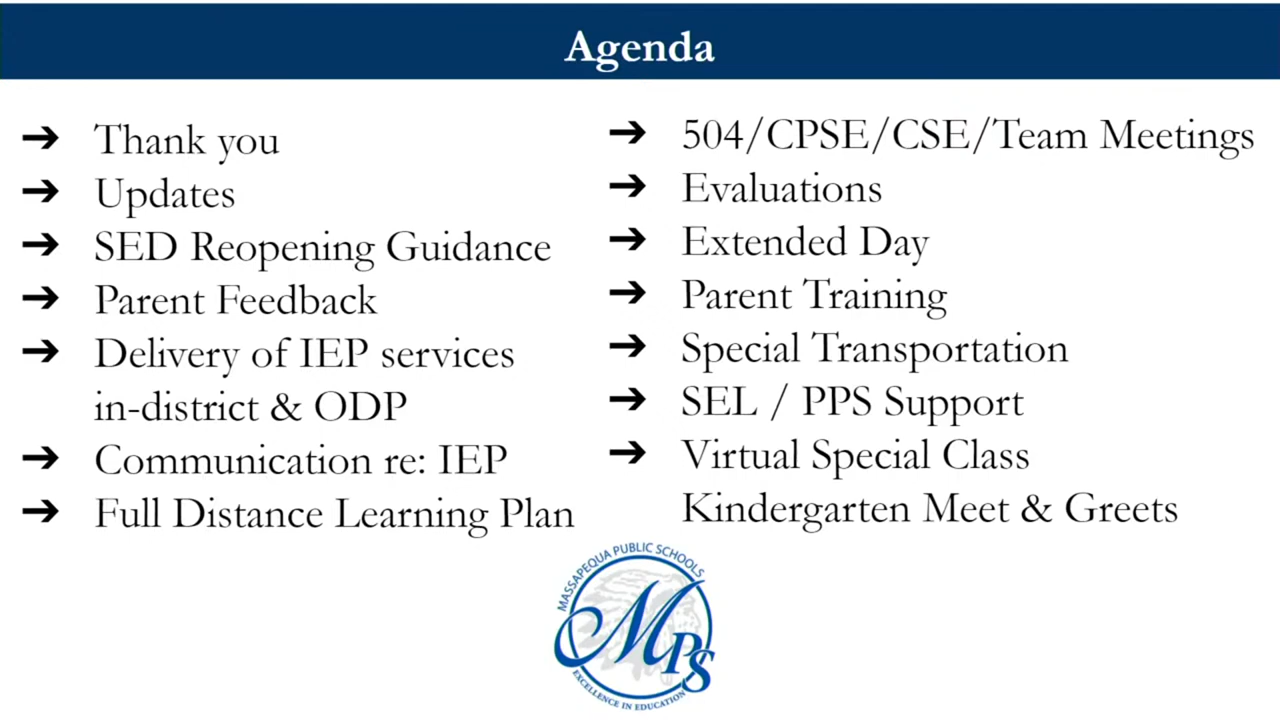 Agenda
➔ Thank you
➔ Updates
➔ SED Reopening Guidance
➔ Parent Feedback
➔ Delivery of IEP services
in-district & ODP
➔ Communication re: IEP
➔ Full Distance Learning Plan
➔ 504/CPSE/CSE/Team Meetings
➔ Evaluations
➔ Extended Day
➔ Parent Training
➔ Special Transportation
➔ SEL / PPS Support
➔ Virtual Special Class
Kindergarten Meet & Greets
MASSAPEQUA PUBLIC SCHOOLS
MPS
EXCELLENCE IN EDUCATION